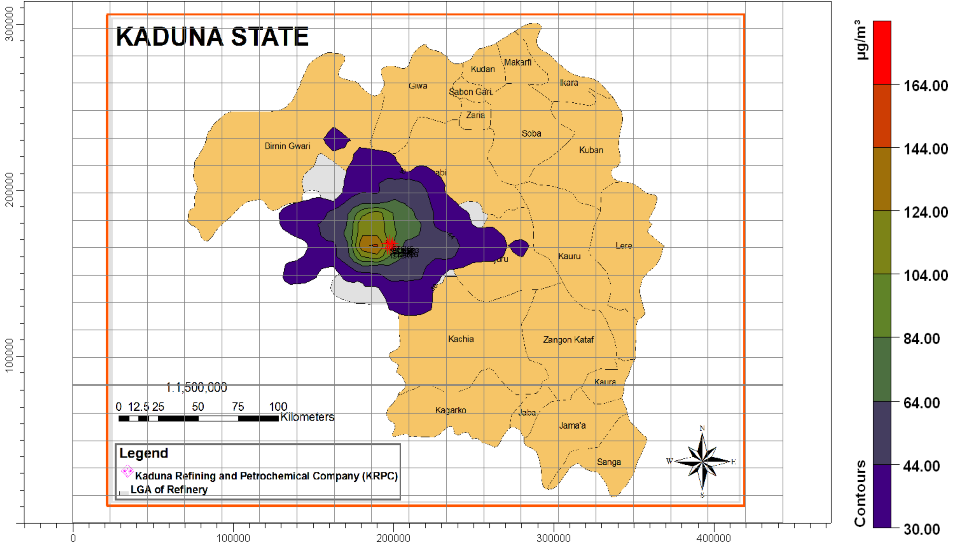 KADUNA STATE
µg/m³
300000
200000
100000
Makarfi
Kudan
Ikara
Giwa
Sabon Gari
Zaria
Soba
Birnin Gwari
Kuban
Lere
Kauru
Kachia
Zangon Kataf
Kaura
Kagarko
Jaba
Jama'a
Sanga
1:1,500,000
0 12.5 25 50 75 100
Kilometers
Legend
Kaduna Refining and Petrochemical Company (KRPC)
LGA of Refinery
N
W E
S
0 100000 200000 300000 400000
164.00
144.00
124.00
104.00
84.00
64.00
44.00
30.00
Contours